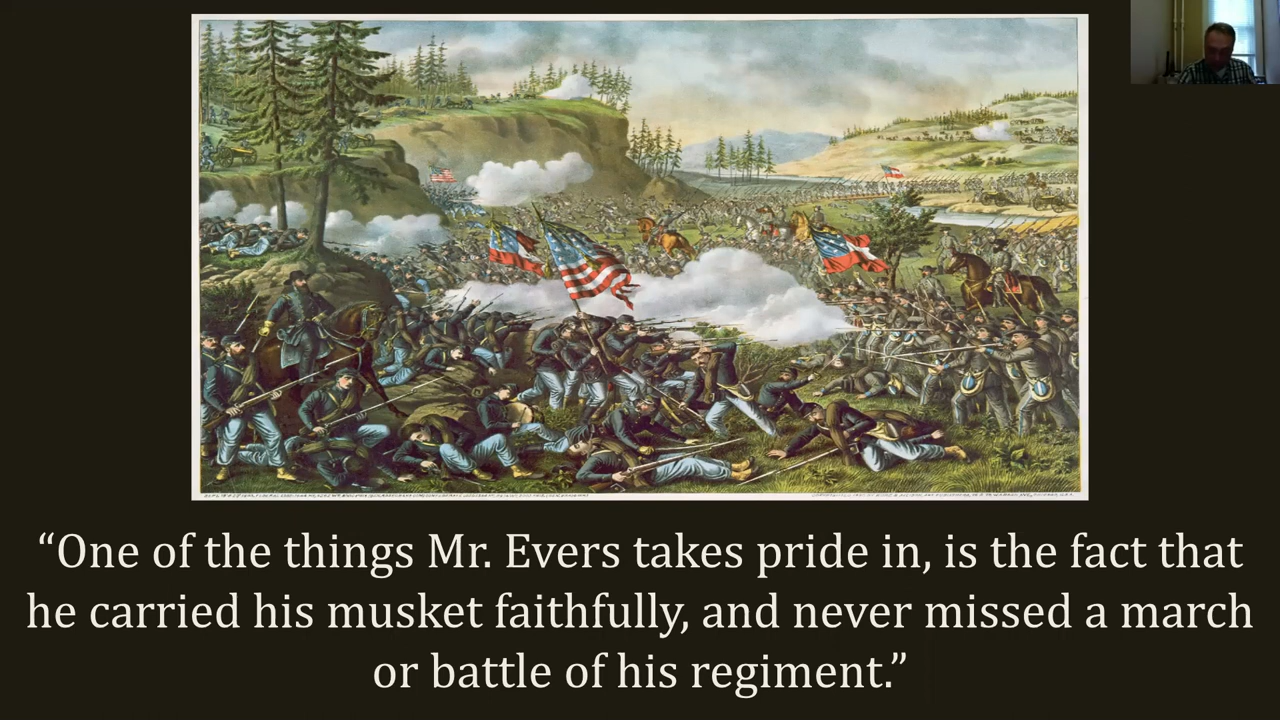 “One of the things Mr. Evers takes pride in, is the fact that
he carried his musket faithfully, and never missed a march
or battle of his regiment.”